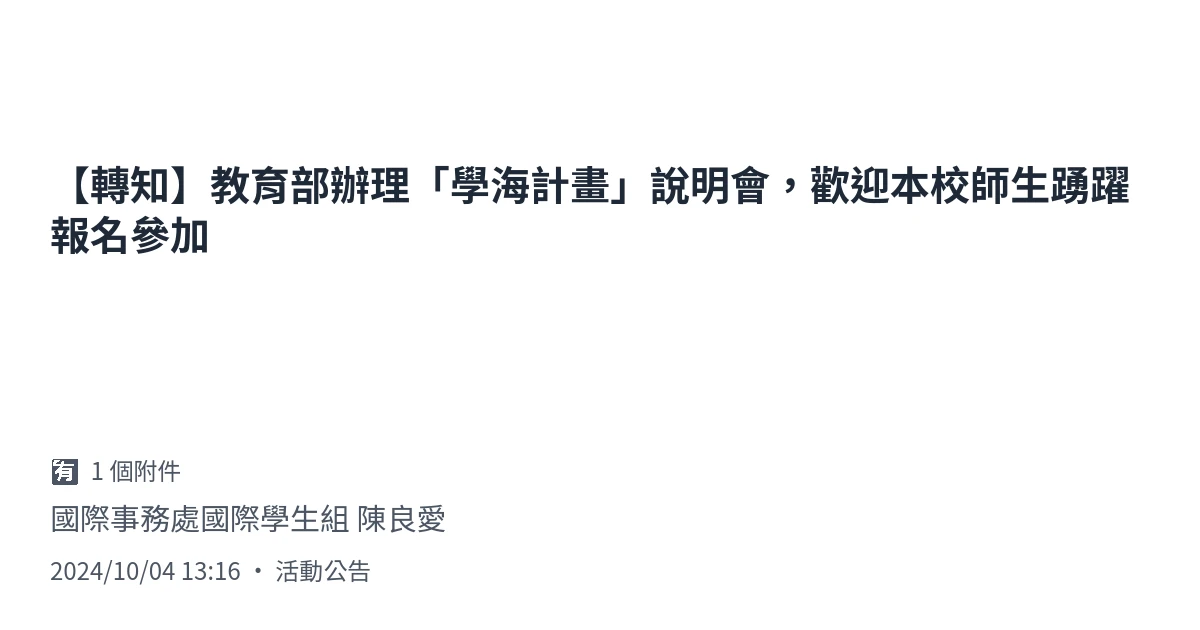 【轉知】教育部辦理「學海計畫」說明會，歡迎本校師生踴躍
報名參加
有 1 個附件
國際事務處國際學生組 陳良愛
2024/10/04 13:16 ・ 活動公告